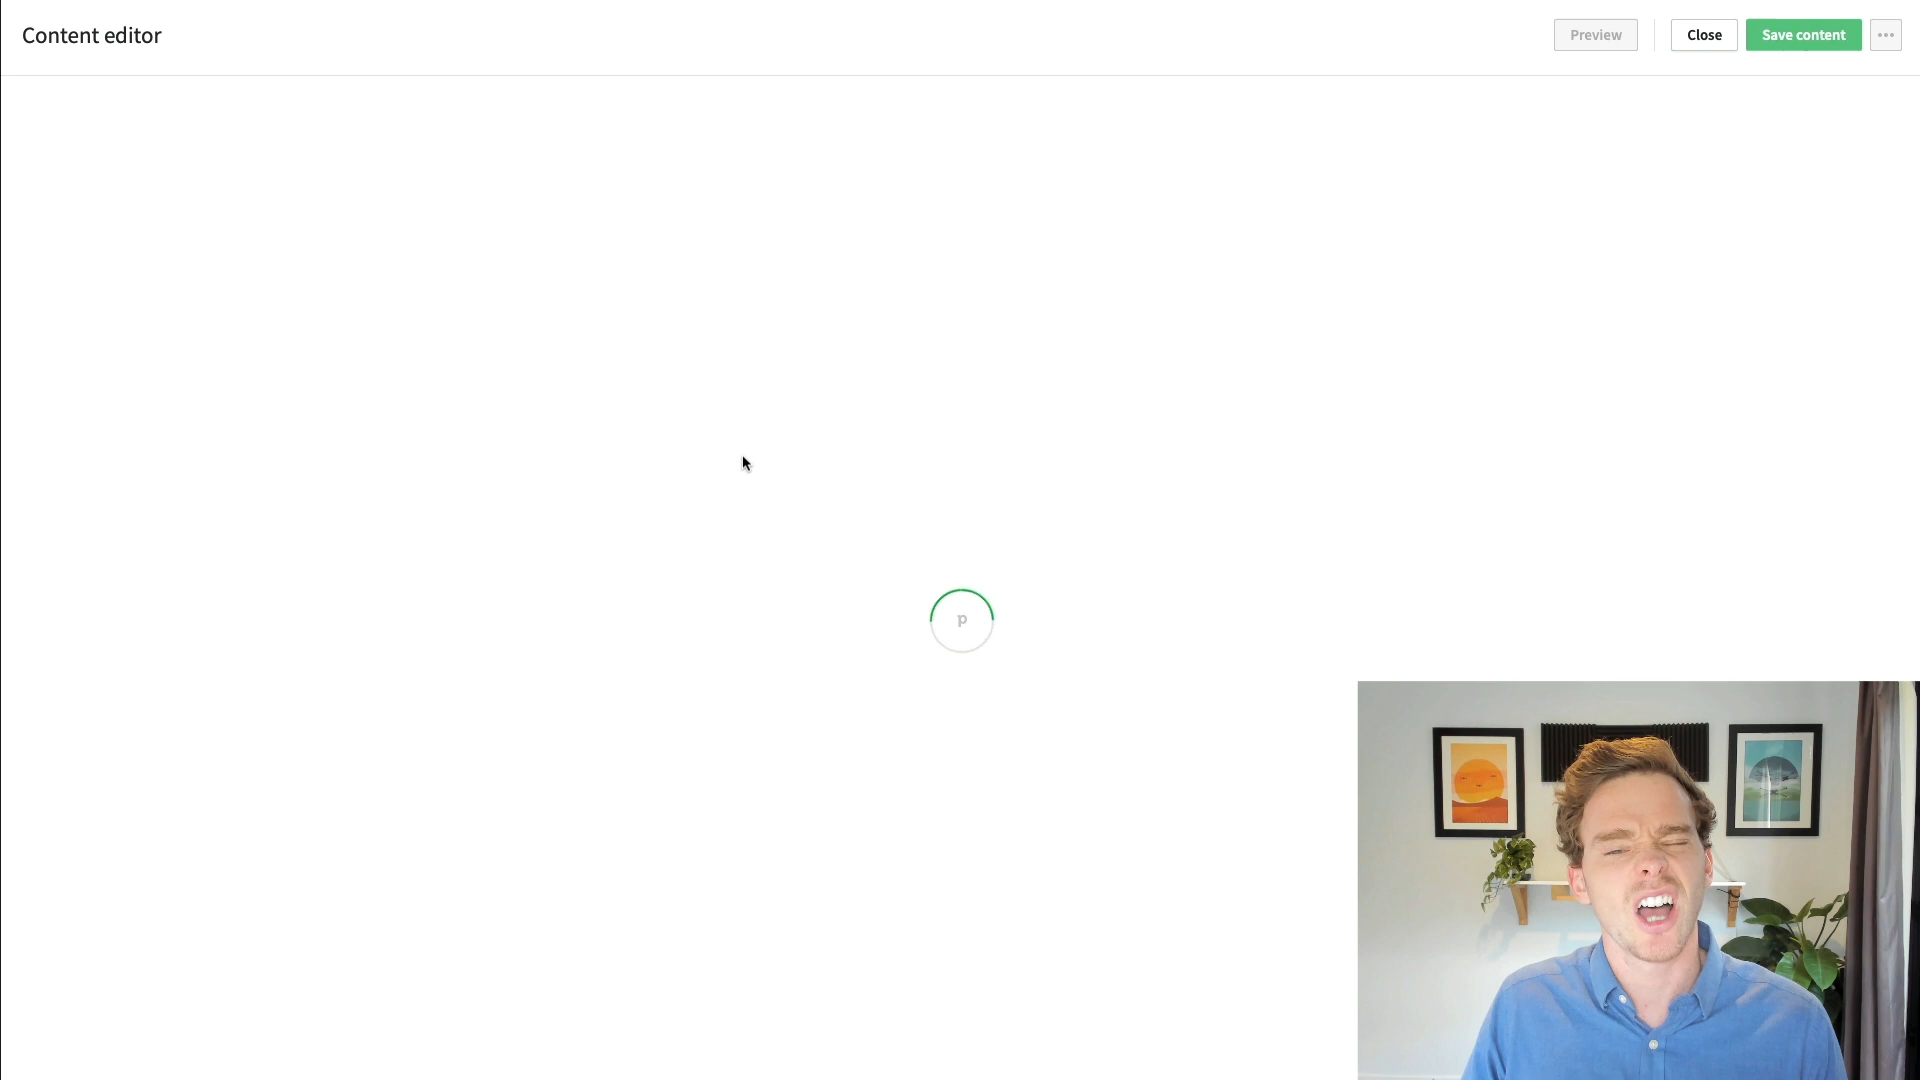 Content editor
Preview
Close
Save content
p